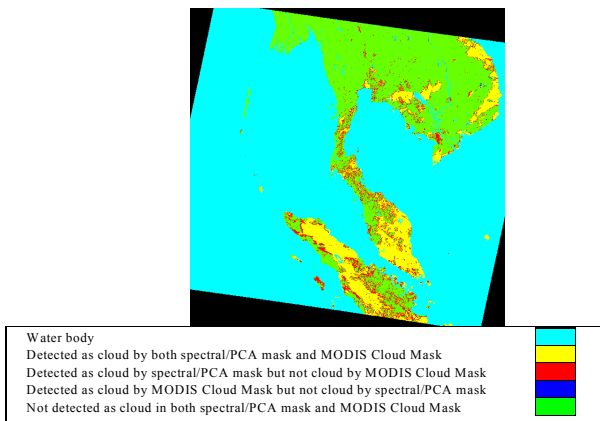 Water body
Detected as cloud by both spectral/PCA mask and MODIS Cloud Mask
Detected as cloud by spectral/PCA mask but not cloud by MODIS Cloud Mask
Detected as cloud by MODIS Cloud Mask but not cloud by spectral/PCA mask
Not detected as cloud in both spectral/PCA mask and MODIS Cloud Mask